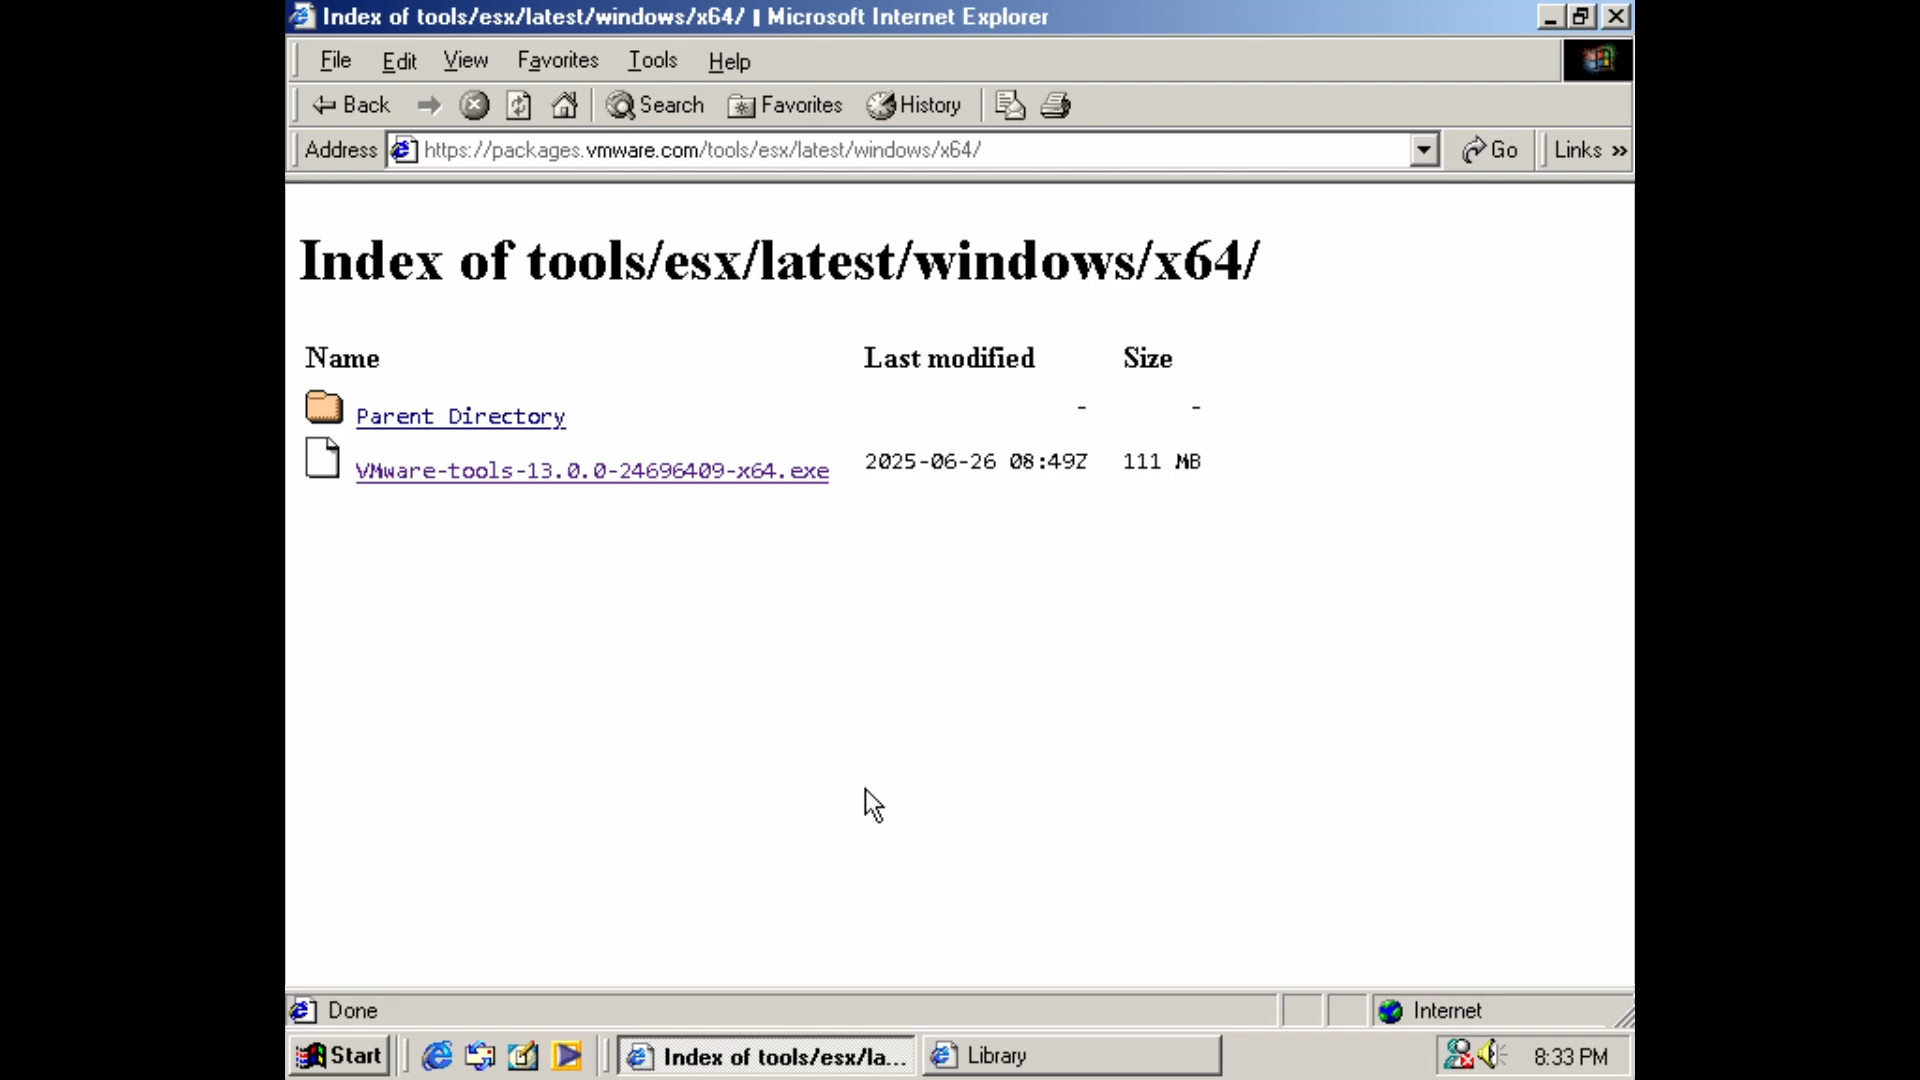 Index of tools/esx/latest/windows/x64/ | Microsoft Internet Explorer
File Edit View Favorites Tools Help
Back Search Favorites History
Address https://packages.vmware.com/tools/esx/latest/windows/x64/ Go Links »
Index of tools/esx/latest/windows/x64/
Name Last modified Size
Parent Directory - -
VMware-tools-13.0.0-24696409-x64.exe 2025-06-26 08:49Z 111 MB
Done Internet
Start Index of tools/esx/la... Library 8:33 PM